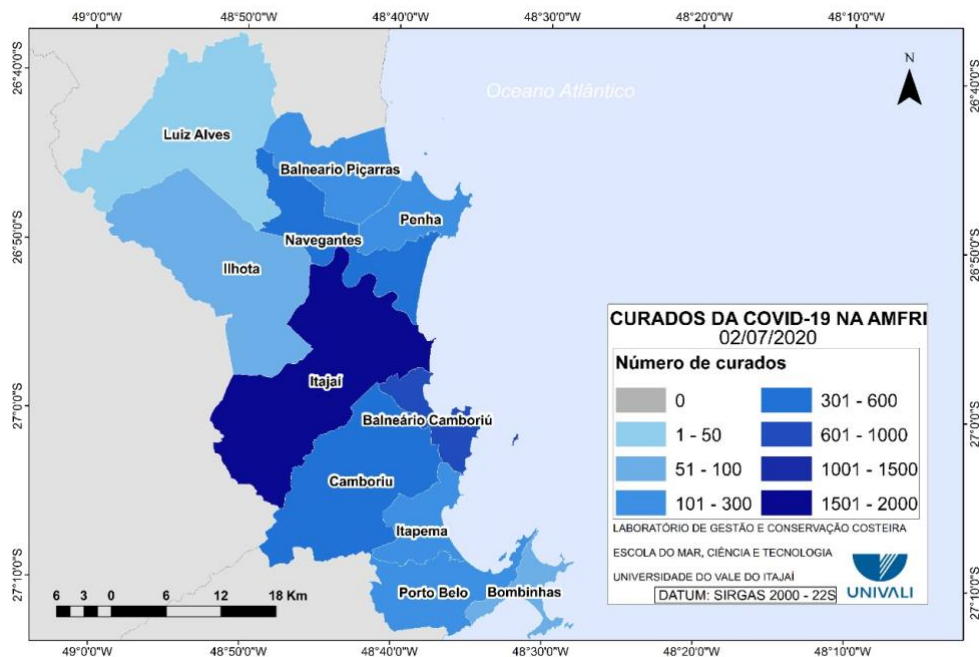 49°0'0"W 48°50'0"W 48°40'0"W 48°30'0"W 48°20'0"W 48°10'0"W
26°40'0"S
26°40'0"S
N
Oceano Atlântico
Luiz Alves
Balneario Piçarras
Penha
Navegantes
26°50'0"S
26°50'0"S
Ilhota
Itajaí
27°0'0"S
27°0'0"S
Balneário Camboriú
Camboriu
Itapema
27°10'0"S
27°10'0"S
Porto Belo
Bombinhas
CURADOS DA COVID-19 NA AMFRI
02/07/2020
Número de curados
0 301 - 600
1 - 50 601 - 1000
51 - 100 1001 - 1500
101 - 300 1501 - 2000
LABORATÓRIO DE GESTÃO E CONSERVAÇÃO COSTEIRA
ESCOLA DO MAR, CIÊNCIA E TECNOLOGIA
UNIVERSIDADE DO VALE DO ITAJAÍ
UNIVALI
DATUM: SIRGAS 2000 - 22S
6 3 0 6 12 18 Km
49°0'0"W 48°50'0"W 48°40'0"W 48°30'0"W 48°20'0"W 48°10'0"W